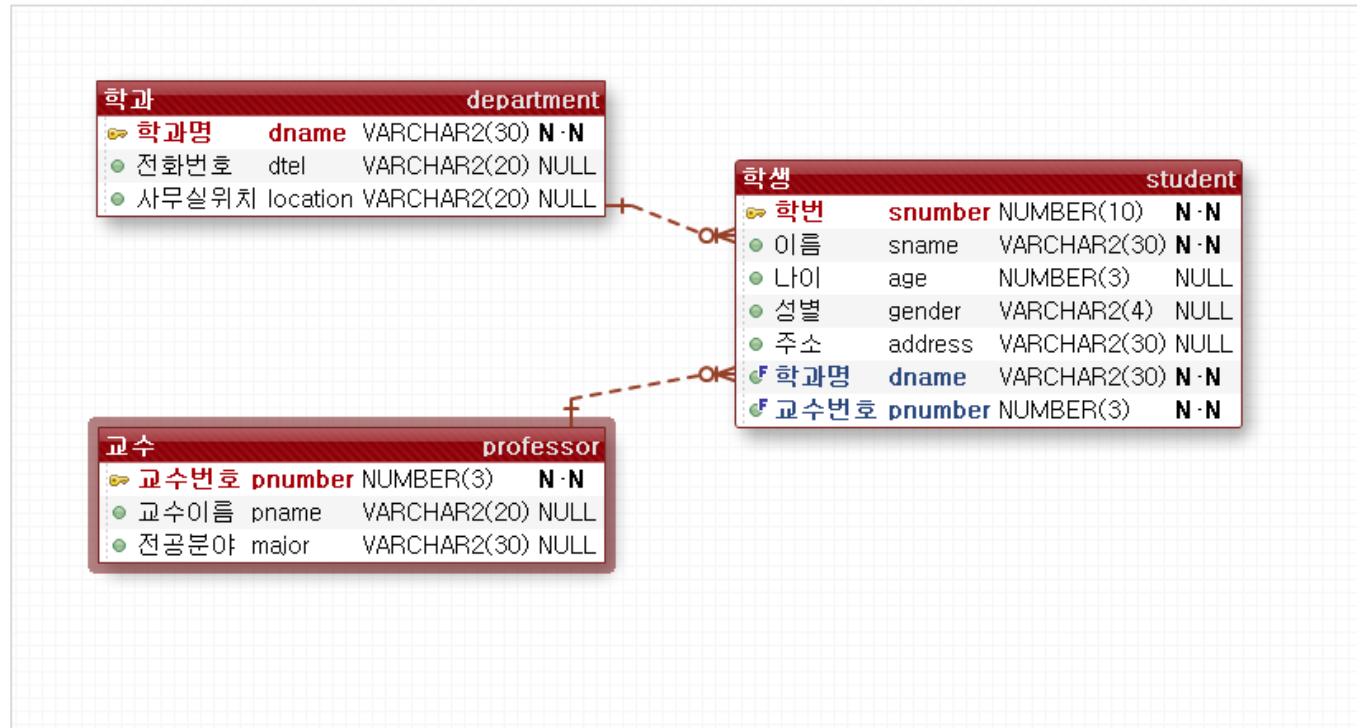 학과 department
학과명 dname VARCHAR2(30) N·N
전화번호 dtel VARCHAR2(20) NULL
사무실위치 location VARCHAR2(20) NULL
학생 student
학번 snumber NUMBER(10) N·N
이름 sname VARCHAR2(30) N·N
나이 age NUMBER(3) NULL
성별 gender VARCHAR2(4) NULL
주소 address VARCHAR2(30) NULL
F 학과명 dname VARCHAR2(30) N·N
F 교수번호 pnumber NUMBER(3) N·N
교수 professor
교수번호 pnumber NUMBER(3) N·N
교수이름 pname VARCHAR2(20) NULL
전공분야 major VARCHAR2(30) NULL